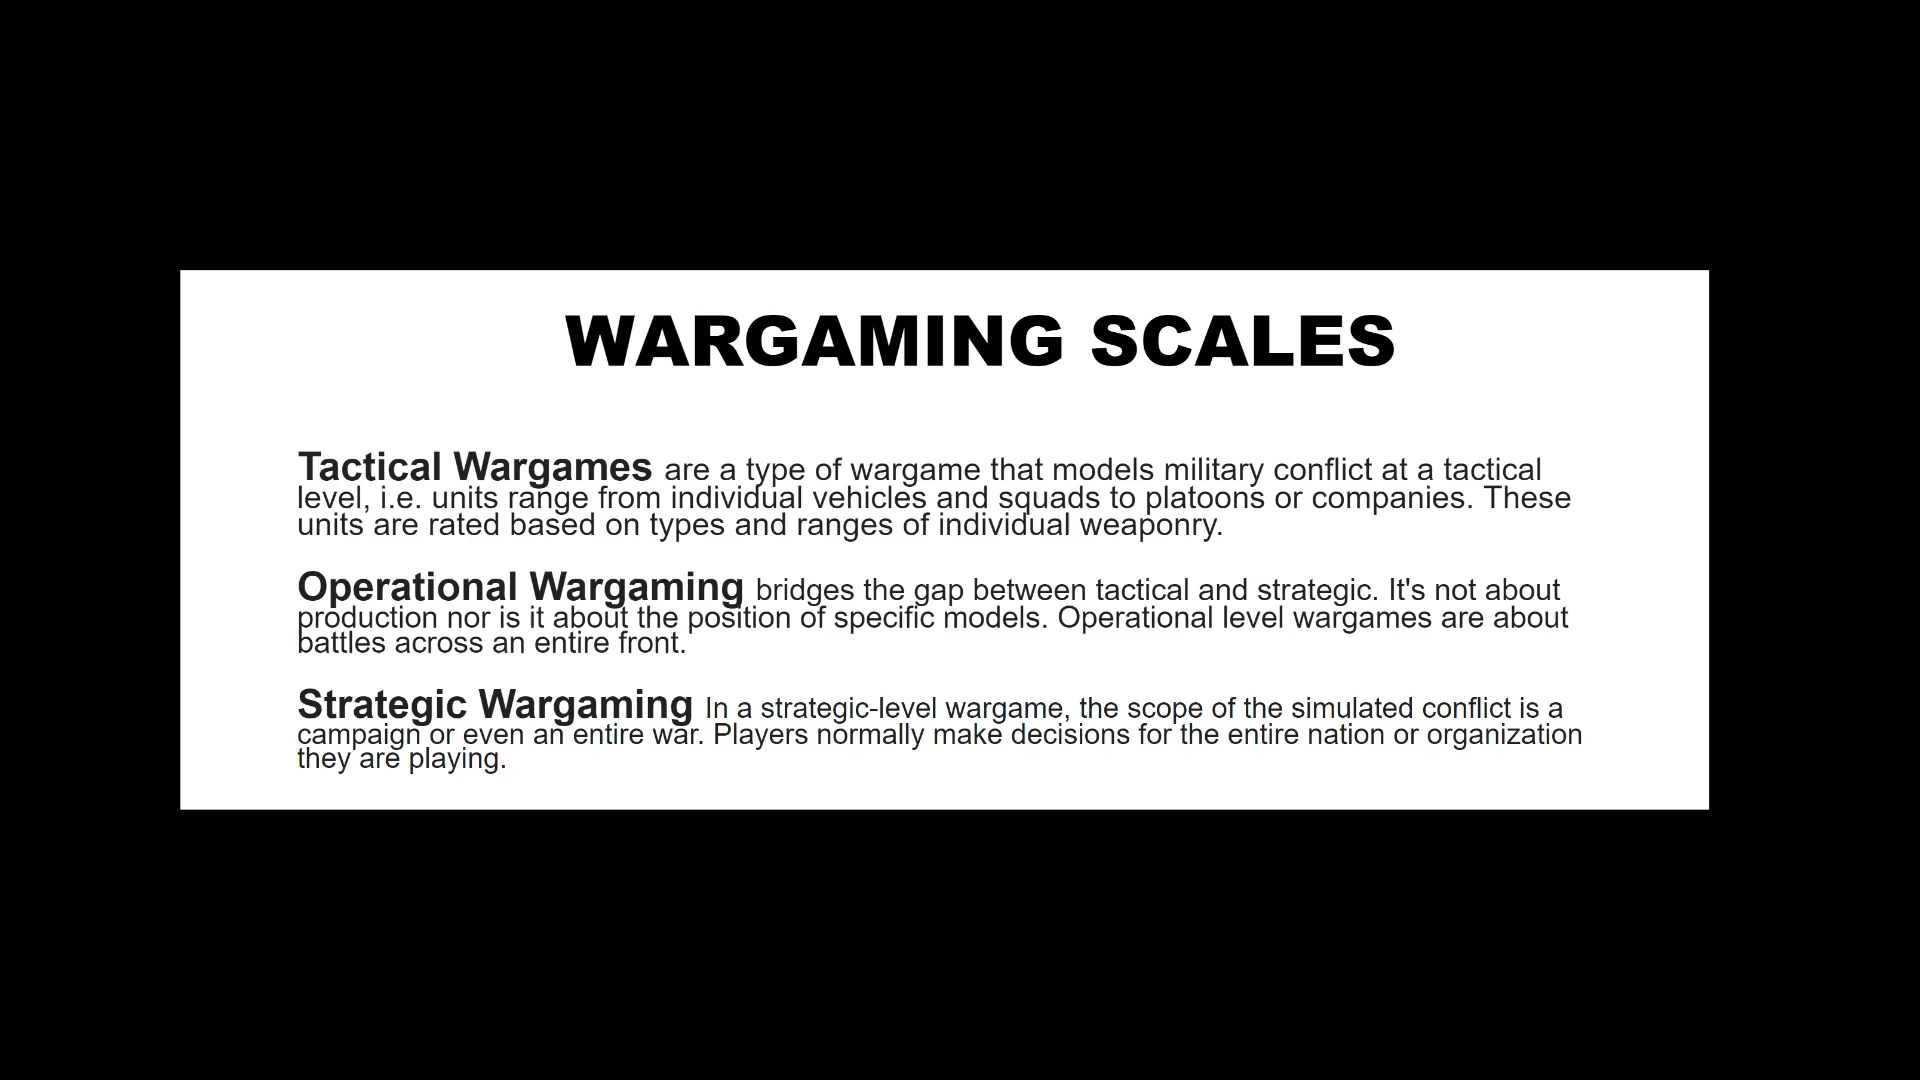 WARGAMING SCALES
Tactical Wargames are a type of wargame that models military conflict at a tactical
level, i.e. units range from individual vehicles and squads to platoons or companies. These
units are rated based on types and ranges of individual weaponry.
Operational Wargaming bridges the gap between tactical and strategic. It's not about
production nor is it about the position of specific models. Operational level wargames are about
battles across an entire front.
Strategic Wargaming In a strategic-level wargame, the scope of the simulated conflict is a
campaign or even an entire war. Players normally make decisions for the entire nation or organization
they are playing.